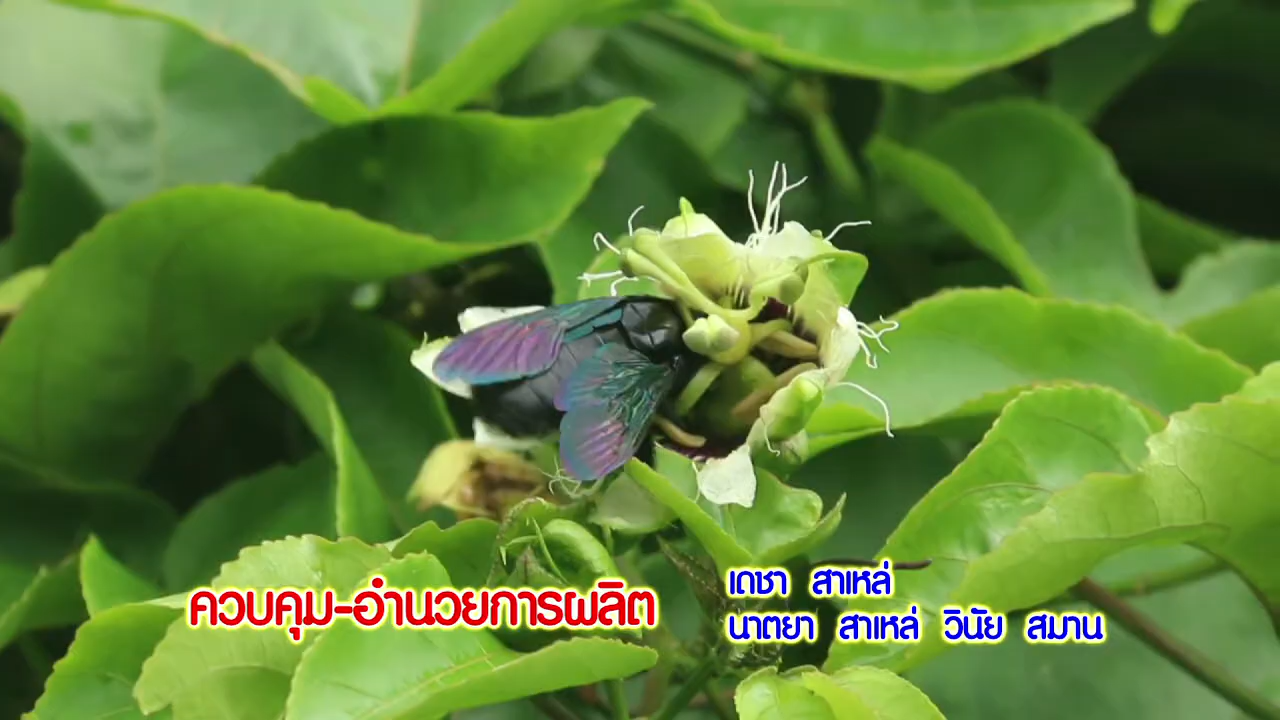 ควบคุม-อำนวยการผลิต
เดชา สาเหล่
นาตยา สาเหล่ วินัย สมาน